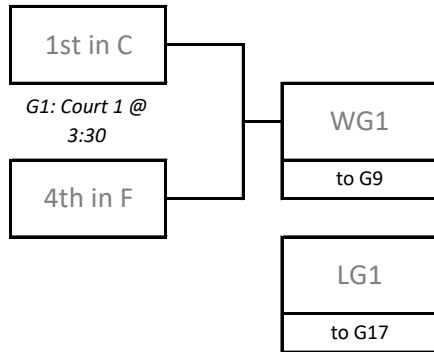 1st in C
G1: Court 1 @
3:30
WG1
to G9
4th in F
LG1
to G17